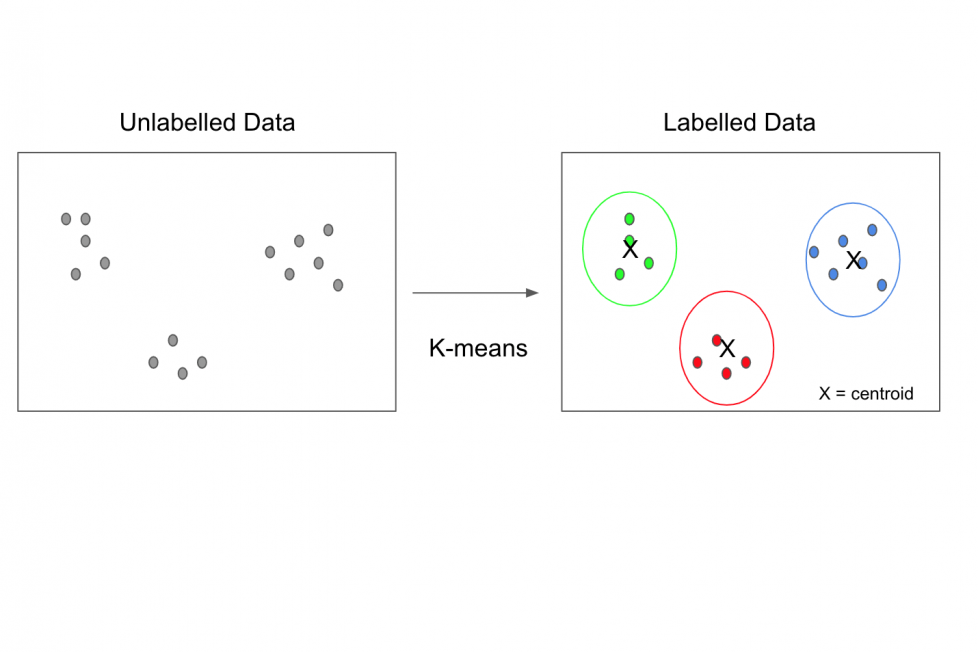 Unlabelled Data
Labelled Data
X
X
K-means
X
X = centroid